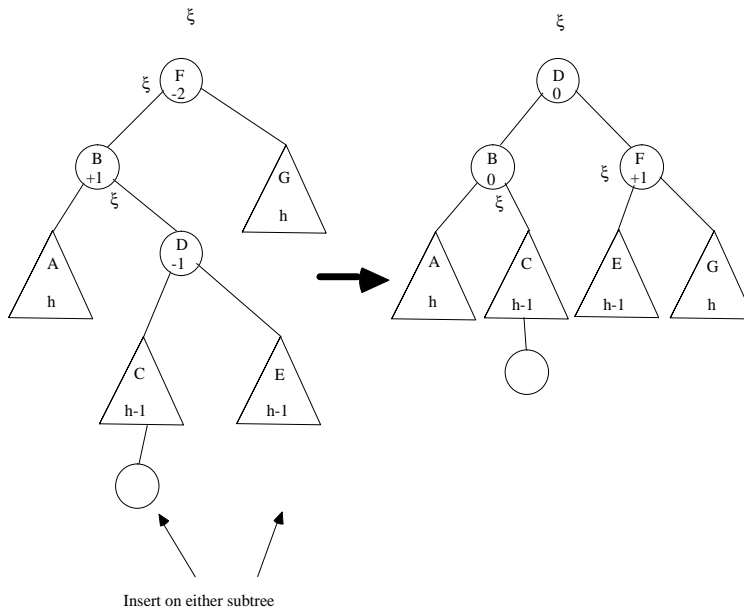 ξ
ξ
F
-2
ξ
B
+1
ξ
G
h
A
h
D
-1
C
h-1
E
h-1
Insert on either subtree
ξ
D
0
B
0
ξ
ξ
F
+1
A
h
C
h-1
E
h-1
G
h